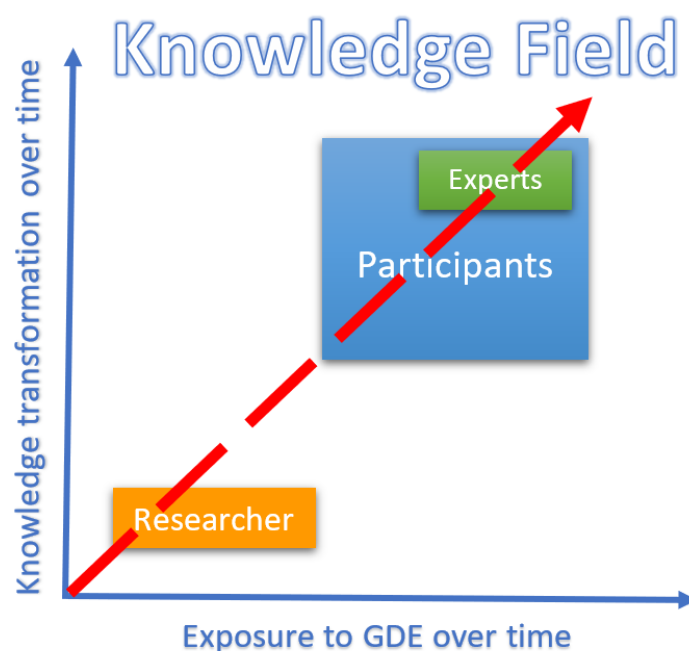 Knowledge Field
Knowledge transformation over time
Experts
Participants
Researcher
Exposure to GDE over time